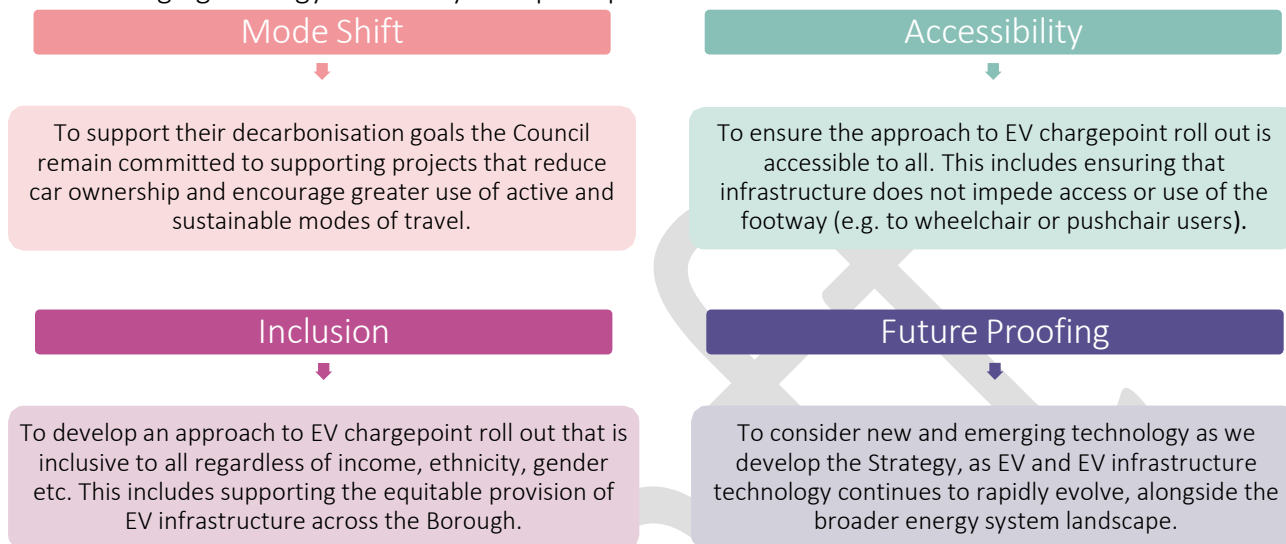 Mode Shift
To support their decarbonisation goals the Council
remain committed to supporting projects that reduce
car ownership and encourage greater use of active and
sustainable modes of travel.
Accessibility
To ensure the approach to EV chargepoint roll out is
accessible to all. This includes ensuring that
infrastructure does not impede access or use of the
footway (e.g. to wheelchair or pushchair users).
Inclusion
To develop an approach to EV chargepoint roll out that is
inclusive to all regardless of income, ethnicity, gender
etc. This includes supporting the equitable provision of
EV infrastructure across the Borough.
Future Proofing
To consider new and emerging technology as we
develop the Strategy, as EV and EV infrastructure
technology continues to rapidly evolve, alongside the
broader energy system landscape.